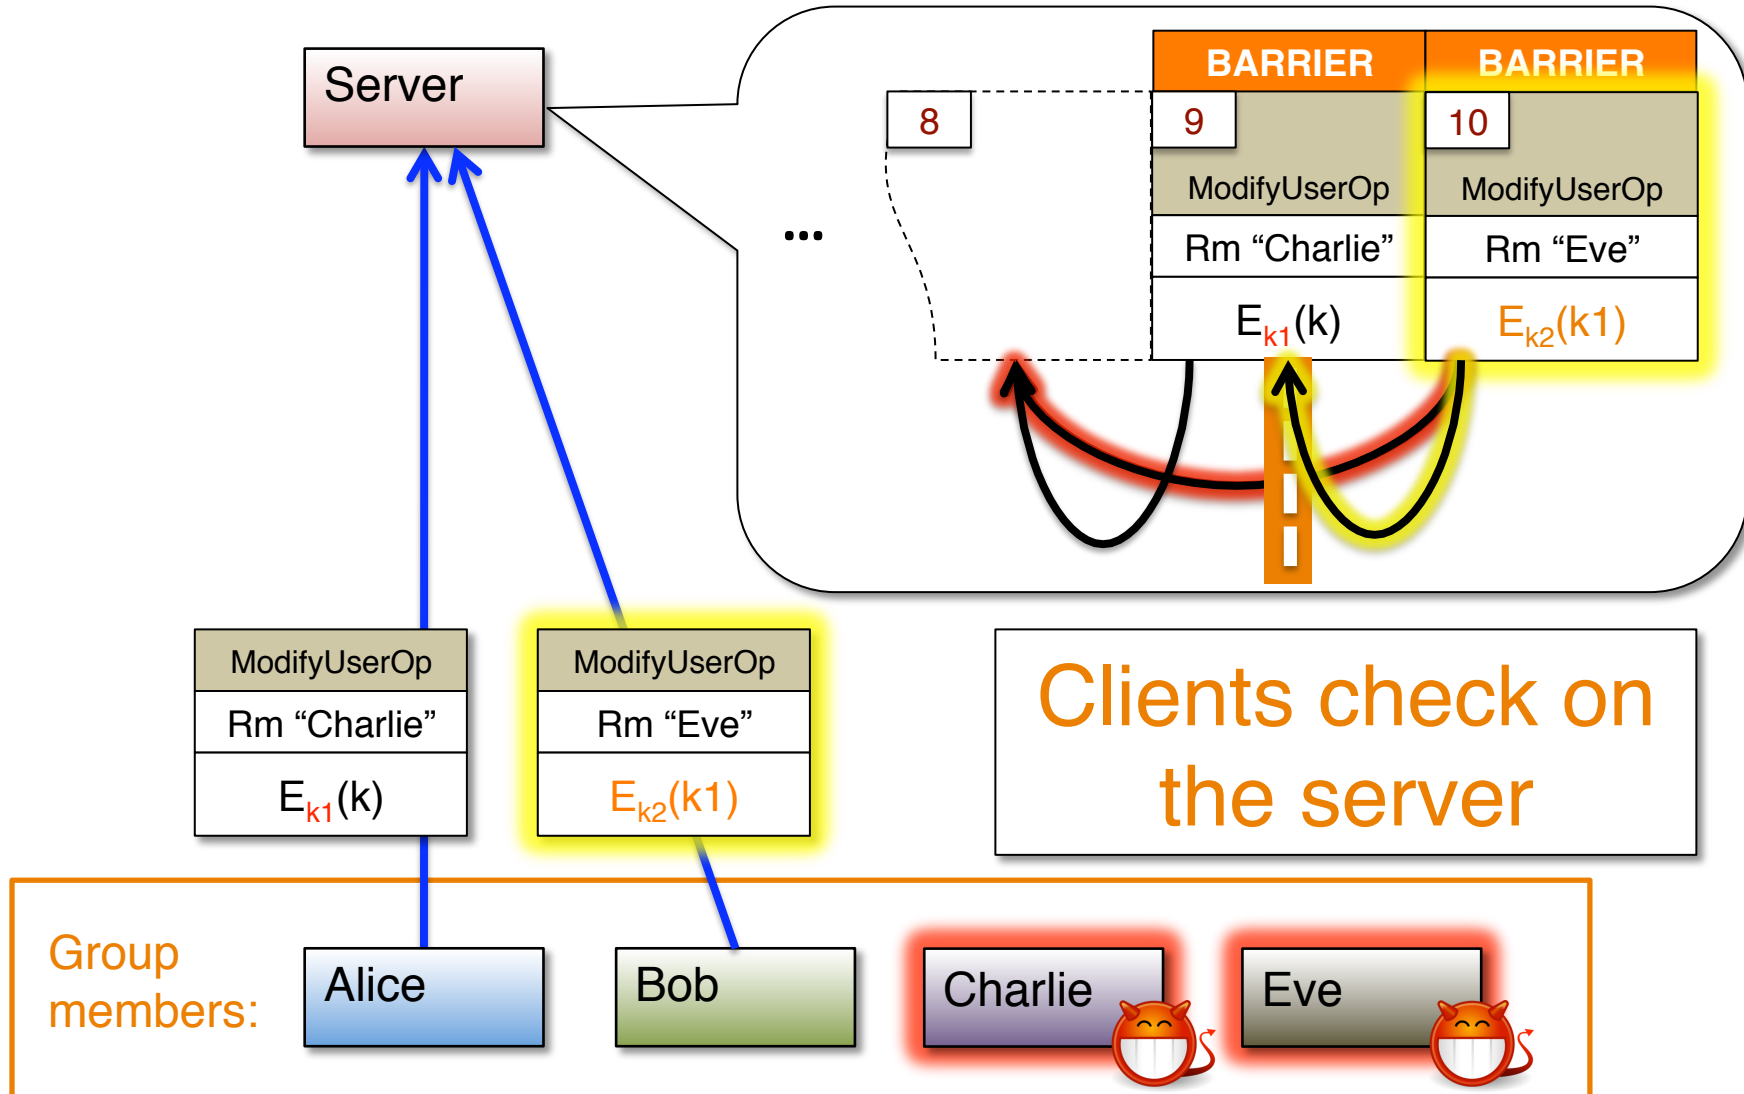 Server
BARRIER BARRIER
8 9 10
ModifyUserOp ModifyUserOp
... Rm “Charlie” Rm “Eve”
Ek1(k) Ek2(k1)
ModifyUserOp ModifyUserOp
Rm “Charlie” Rm “Eve”
Ek1(k) Ek2(k1)
Clients check on
the server
Group
members:
Alice Bob Charlie Eve